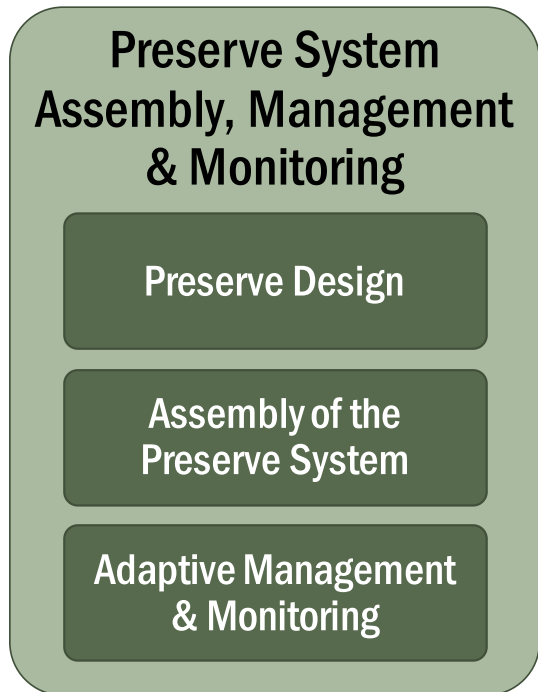 Preserve System
Assembly, Management
& Monitoring
Preserve Design
Assembly of the
Preserve System
Adaptive Management
& Monitoring